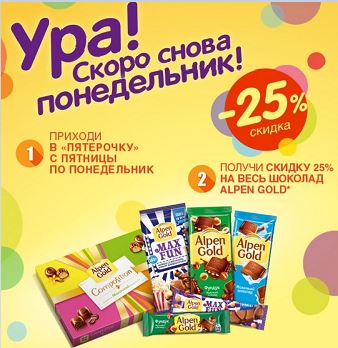 Ура!
Скоро снова
понедельник!
-25%
скидка
1
ПРИХОДИ
В «ПЯТЕРОЧКУ»
С ПЯТНИЦЫ
ПО ПОНЕДЕЛЬНИК
2
ПОЛУЧИ СКИДКУ 25%
НА ВЕСЬ ШОКОЛАД
ALPEN GOLD*
Alpen
Gold
Composition
Alpen
Gold
MAX
FUN
Alpen
Gold
Фундук
Alpen
Gold
Молочный
шоколад
MAX FUN
Alpen
Gold
Фундук